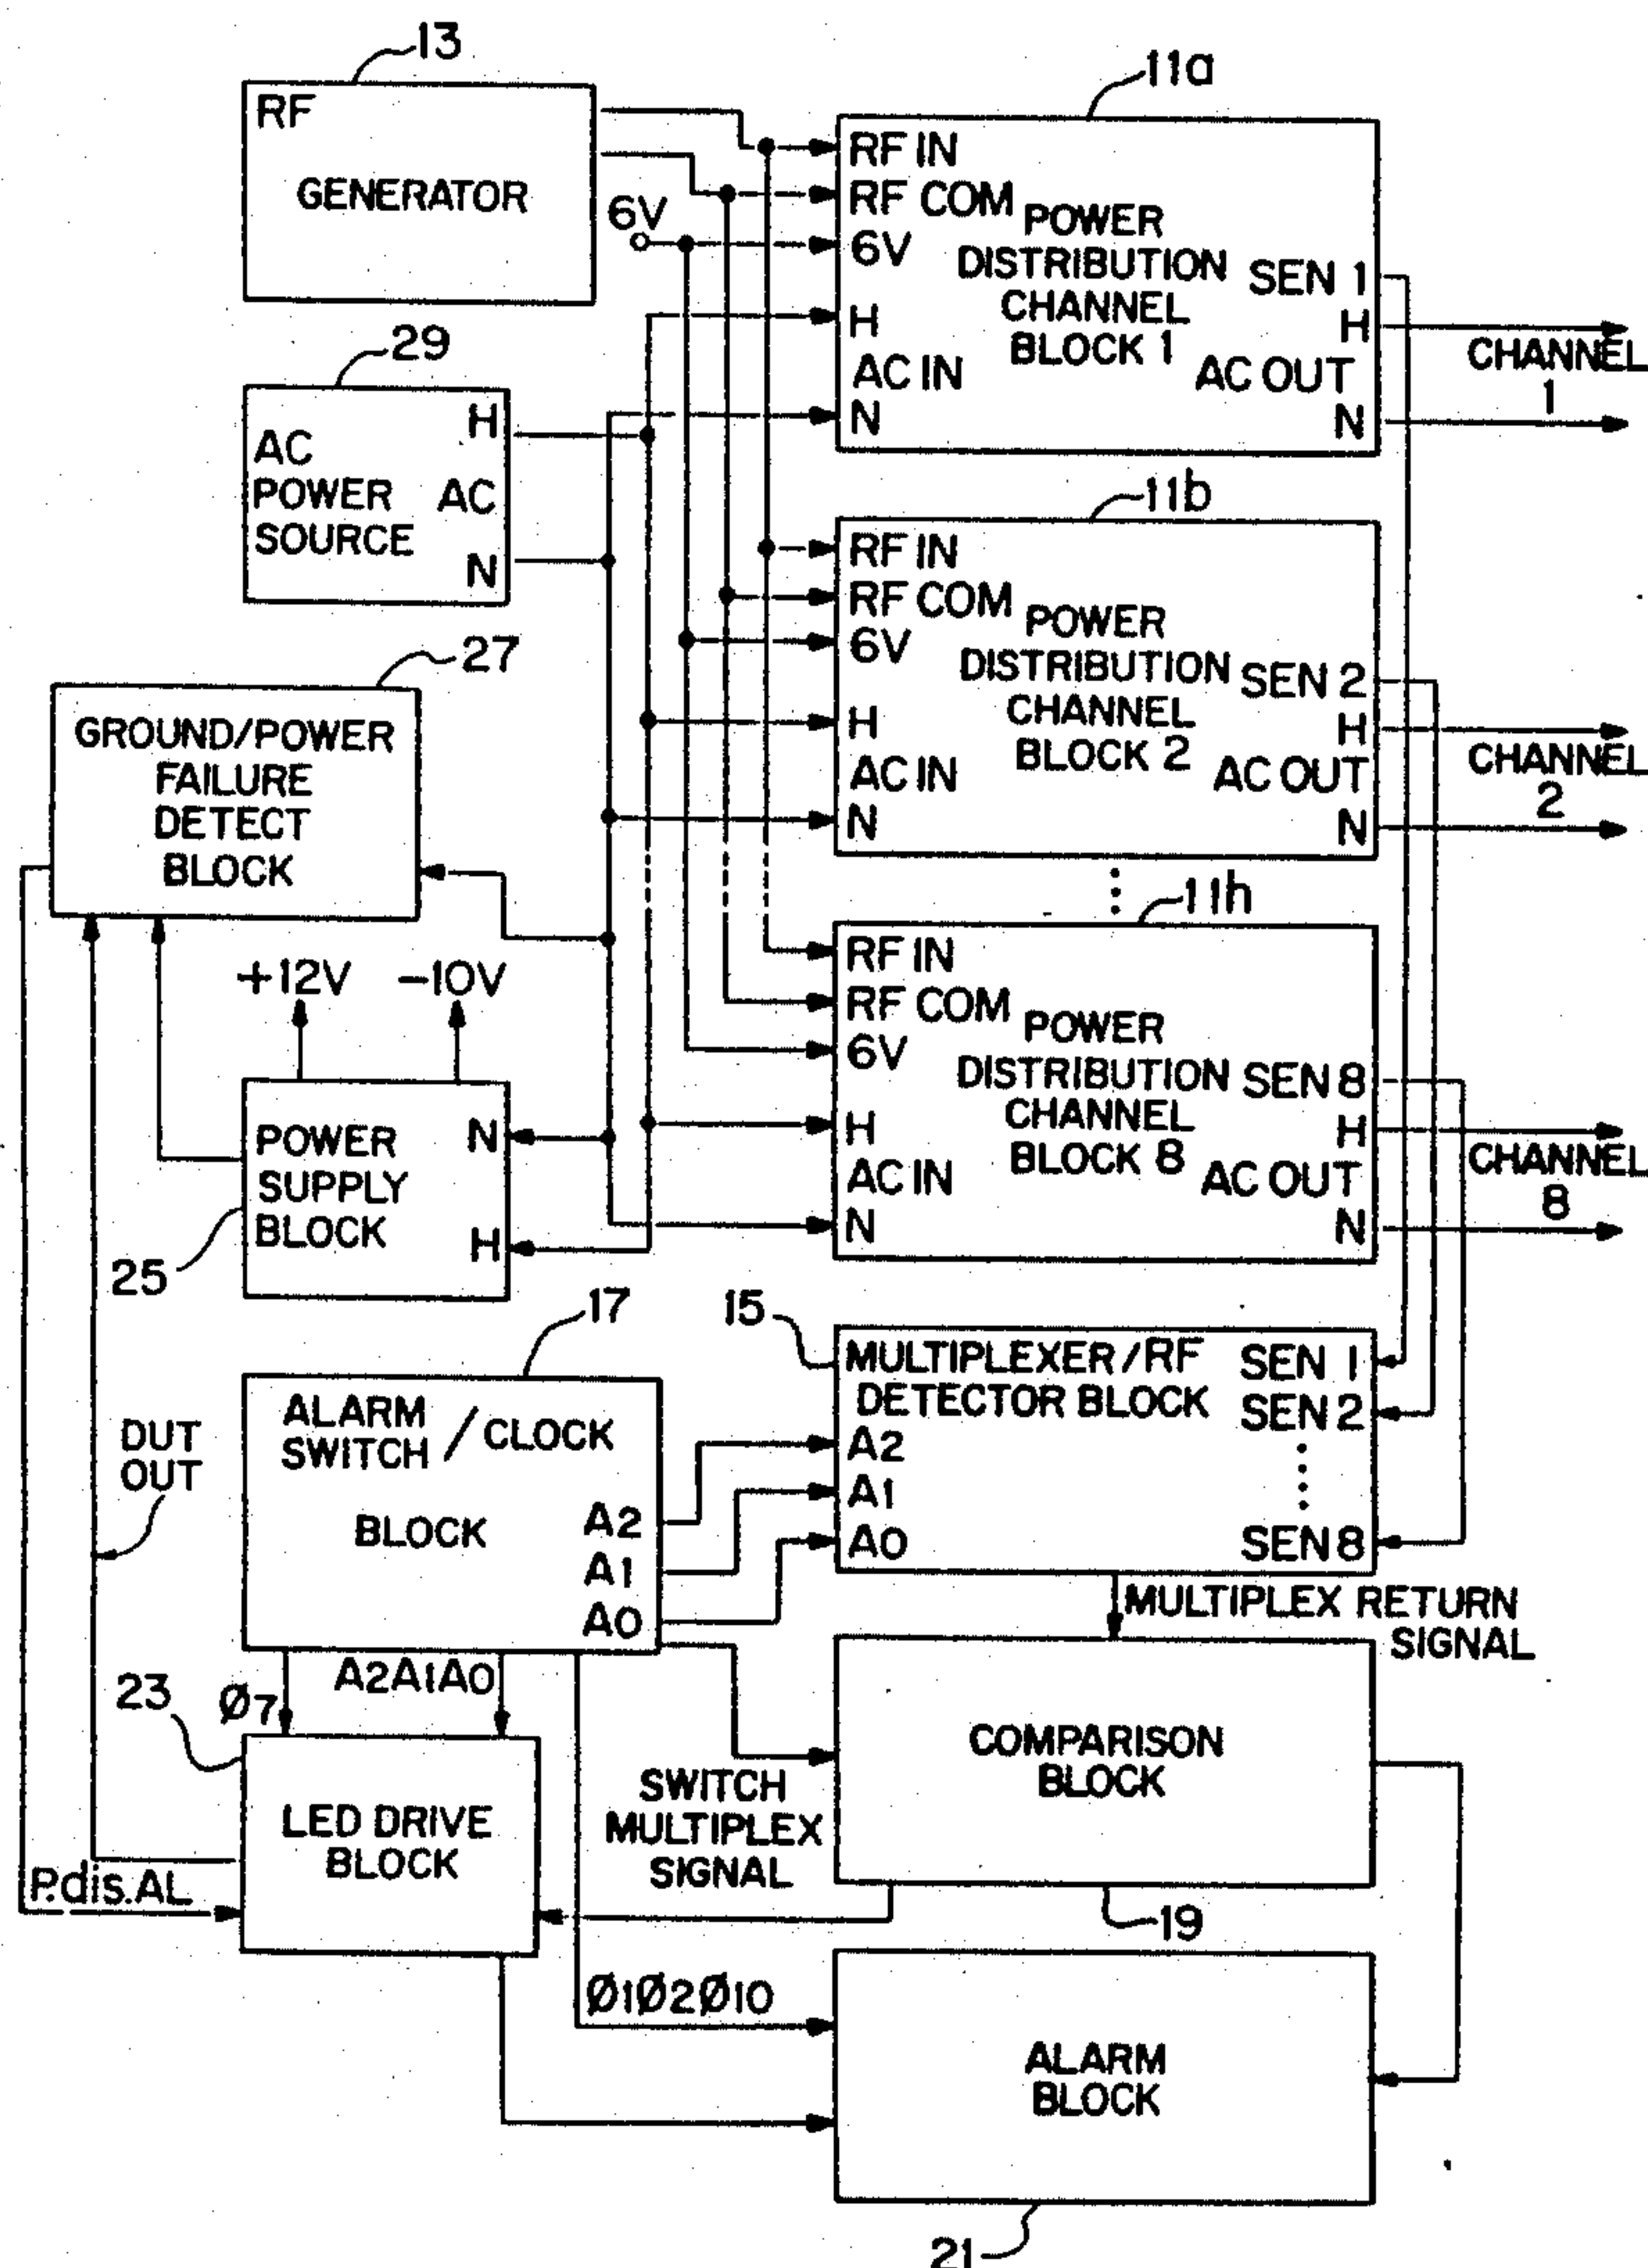 13
RF
GENERATOR
6V
11a
RF IN
RF COM
6V
POWER
DISTRIBUTION
CHANNEL
BLOCK 1
SEN 1
H
AC IN
N
H
AC OUT
N
CHANNEL
1
29
AC
POWER
SOURCE
H
AC
N
11b
RF IN
RF COM
6V
POWER
DISTRIBUTION
CHANNEL
BLOCK 2
SEN 2
H
AC IN
N
H
AC OUT
N
CHANNEL
2
27
GROUND/POWER
FAILURE
DETECT
BLOCK
11h
RF IN
RF COM
6V
POWER
DISTRIBUTION
CHANNEL
BLOCK 8
SEN 8
H
AC IN
N
H
AC OUT
N
CHANNEL
8
+12V
-10V
POWER
SUPPLY
BLOCK
N
H
25
17
ALARM
SWITCH / CLOCK
BLOCK
A2
A1
A0
15
MULTIPLEXER/RF
DETECTOR BLOCK
A2
A1
A0
SEN 1
SEN 2
SEN 8
DUT
OUT
MULTIPLEX RETURN
SIGNAL
23
Ø7
A2A1A0
LED DRIVE
BLOCK
P.dis.AL
SWITCH
MULTIPLEX
SIGNAL
COMPARISON
BLOCK
19
Ø1Ø2Ø10
ALARM
BLOCK
21